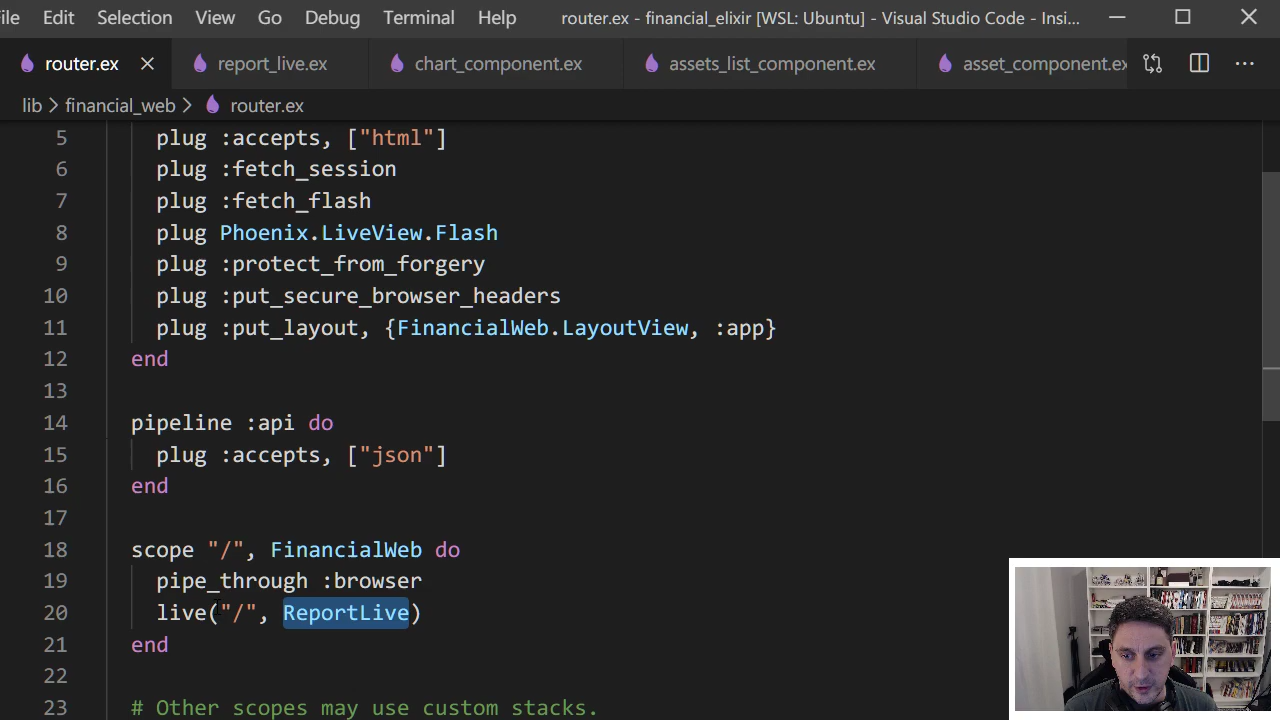 File Edit Selection View Go Debug Terminal Help router.ex - financial_elixir [WSL: Ubuntu] - Visual Studio Code - Insi...
router.ex report_live.ex chart_component.ex assets_list_component.ex asset_component.ex
lib > financial_web > router.ex
5 plug :accepts, ["html"]
6 plug :fetch_session
7 plug :fetch_flash
8 plug Phoenix.LiveView.Flash
9 plug :protect_from_forgery
10 plug :put_secure_browser_headers
11 plug :put_layout, {FinancialWeb.LayoutView, :app}
12 end
13
14 pipeline :api do
15 plug :accepts, ["json"]
16 end
17
18 scope "/", FinancialWeb do
19 pipe_through :browser
20 live("/", ReportLive)
21 end
22
23 # Other scopes may use custom stacks.